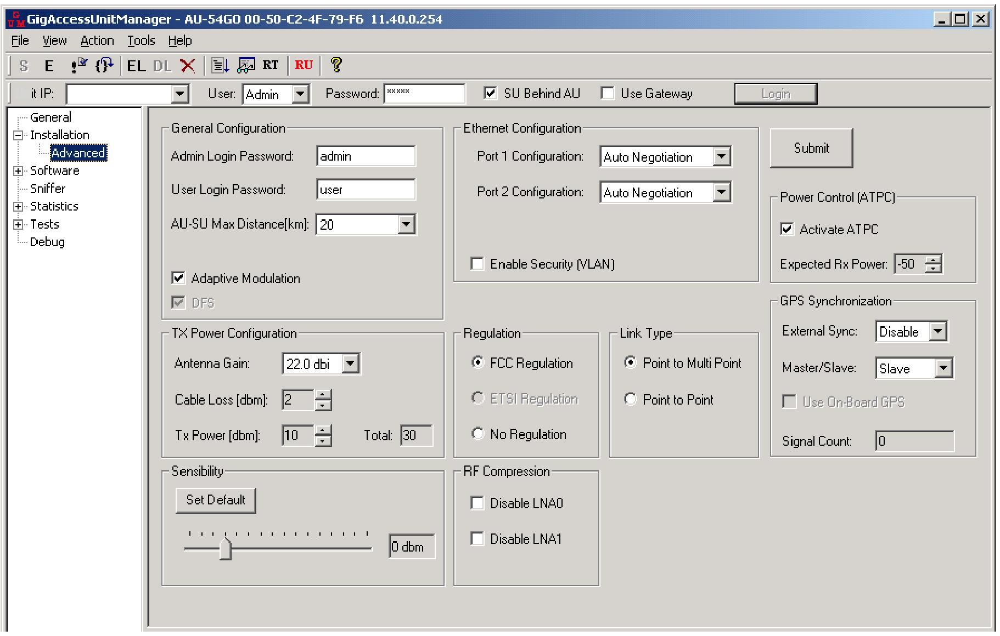 GUM GigAccessUnitManager - AU-54GO 00-50-C2-4F-79-F6 11.40.0.254
File View Action Tools Help
S E EL DL RT RU ?
it IP: User: Admin Password: ***** SU Behind AU Use Gateway Login
General
Installation
Advanced
Software
Sniffer
Statistics
Tests
Debug
General Configuration
Admin Login Password: admin
User Login Password: user
AU-SU Max Distance[km]: 20
Adaptive Modulation
DFS
Ethernet Configuration
Port 1 Configuration: Auto Negotiation
Port 2 Configuration: Auto Negotiation
Enable Security (VLAN)
Submit
Power Control (ATPC)
Activate ATPC
Expected Rx Power: -50
GPS Synchronization
External Sync: Disable
Master/Slave: Slave
Use On-Board GPS
Signal Count: 0
TX Power Configuration
Antenna Gain: 22.0 dbi
Cable Loss [dbm]: 2
Tx Power [dbm]: 10 Total: 30
Regulation
FCC Regulation
ETSI Regulation
No Regulation
Link Type
Point to Multi Point
Point to Point
Sensibility
Set Default
0 dbm
RF Compression
Disable LNA0
Disable LNA1